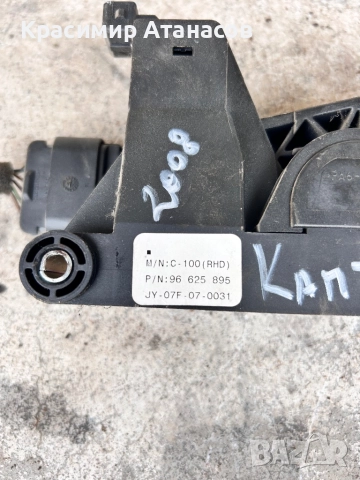 Красимир Атанасов
2008
M/N:C-100(RHD)
P/N:96 625 895
JY-07F-07-0031
КАП
BAZAR